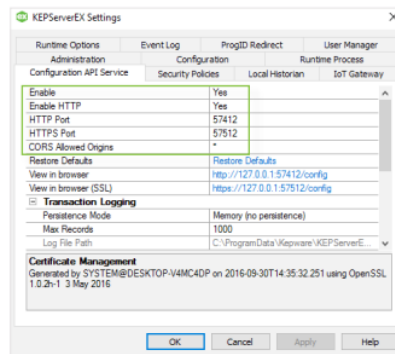 KEPServerEX Settings
Runtime Options Event Log ProgID Redirect User Manager
Administration Configuration Runtime Process
Configuration API Service Security Policies Local Historian IoT Gateway
Enable Yes
Enable HTTP Yes
HTTP Port 57412
HTTPS Port 57512
CORS Allowed Origins *
Restore Defaults Restore Defaults
View in browser http://127.0.0.1:57412/config
View in browser (SSL) https://127.0.0.1:57512/config
Transaction Logging
Persistence Mode Memory (no persistence)
Max Records 1000
Log File Path C:\ProgramData\Kepware\KEPServerE...
Certificate Management
Generated by SYSTEM@DESKTOP-V4MC4DP on 2016-09-30T14:35:32.251 using OpenSSL
1.0.2h-1 3 May 2016
OK Cancel Apply Help